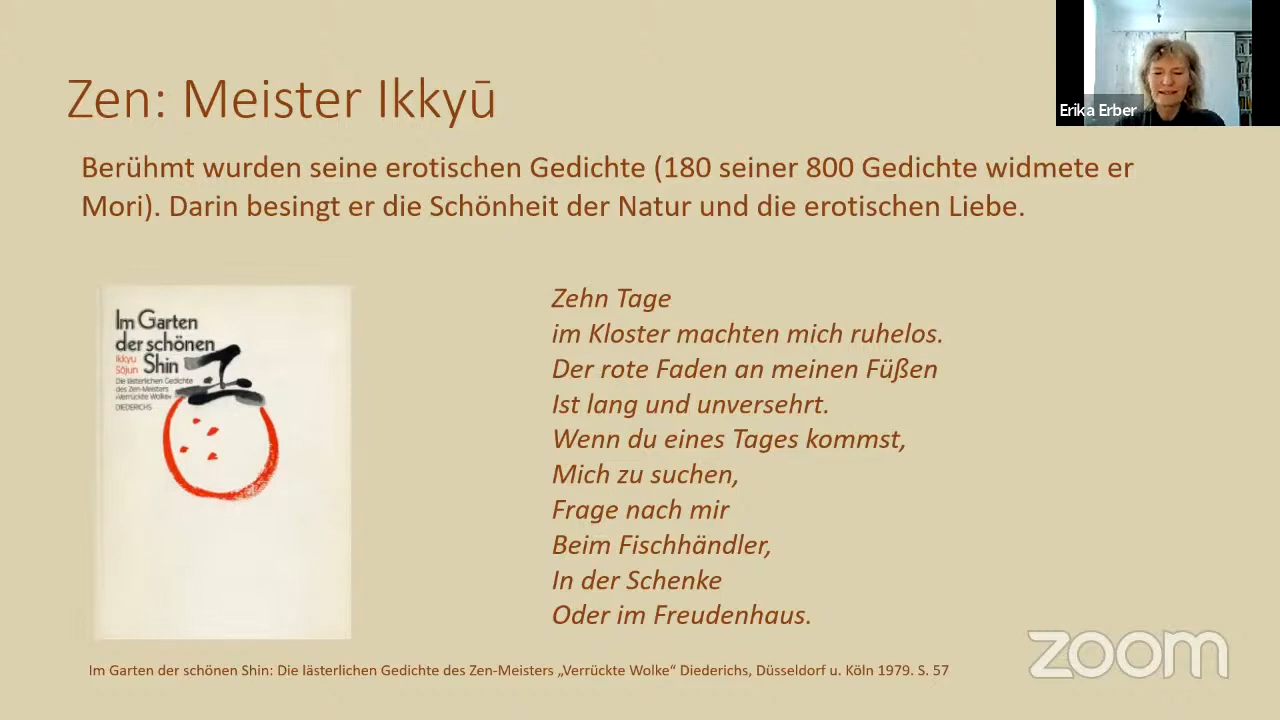 Zen: Meister Ikkyū
Erika Erber
Berühmt wurden seine erotischen Gedichte (180 seiner 800 Gedichte widmete er
Mori). Darin besingt er die Schönheit der Natur und die erotischen Liebe.
Im Garten
der schönen
Ikkyu Shin
Sōjun
Die lästerlichen Gedichte
des Zen-Meisters
»Verrückte Wolke«
DIEDERICHS
Zehn Tage
im Kloster machten mich ruhelos.
Der rote Faden an meinen Füßen
Ist lang und unversehrt.
Wenn du eines Tages kommst,
Mich zu suchen,
Frage nach mir
Beim Fischhändler,
In der Schenke
Oder im Freudenhaus.
Im Garten der schönen Shin: Die lästerlichen Gedichte des Zen-Meisters „Verrückte Wolke“ Diederichs, Düsseldorf u. Köln 1979. S. 57
zoom